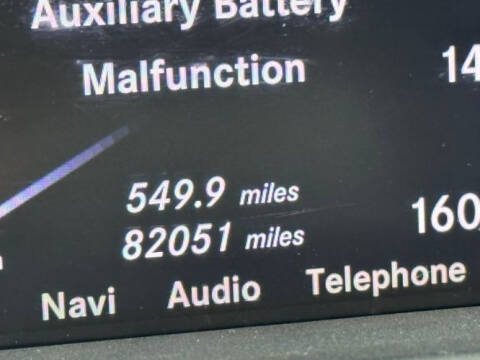 Auxiliary Battery
Malfunction
14
549.9 miles
82051 miles
160
Navi Audio Telephone